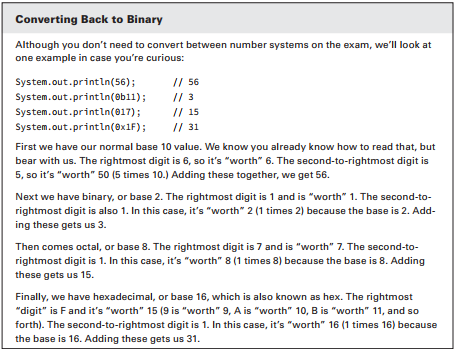 Converting Back to Binary
Although you don't need to convert between number systems on the exam, we'll look at
one example in case you're curious:
System.out.println(56); // 56
System.out.println(0b11); // 3
System.out.println(017); // 15
System.out.println(0x1F); // 31
First we have our normal base 10 value. We know you already know how to read that, but
bear with us. The rightmost digit is 6, so it's “worth” 6. The second-to-rightmost digit is
5, so it's “worth” 50 (5 times 10.) Adding these together, we get 56.
Next we have binary, or base 2. The rightmost digit is 1 and is “worth” 1. The second-to-
rightmost digit is also 1. In this case, it's “worth” 2 (1 times 2) because the base is 2. Add-
ing these gets us 3.
Then comes octal, or base 8. The rightmost digit is 7 and is “worth” 7. The second-to-
rightmost digit is 1. In this case, it's “worth” 8 (1 times 8) because the base is 8. Adding
these gets us 15.
Finally, we have hexadecimal, or base 16, which is also known as hex. The rightmost
“digit” is F and it's “worth” 15 (9 is “worth” 9, A is “worth” 10, B is “worth” 11, and so
forth). The second-to-rightmost digit is 1. In this case, it's “worth” 16 (1 times 16) because
the base is 16. Adding these gets us 31.